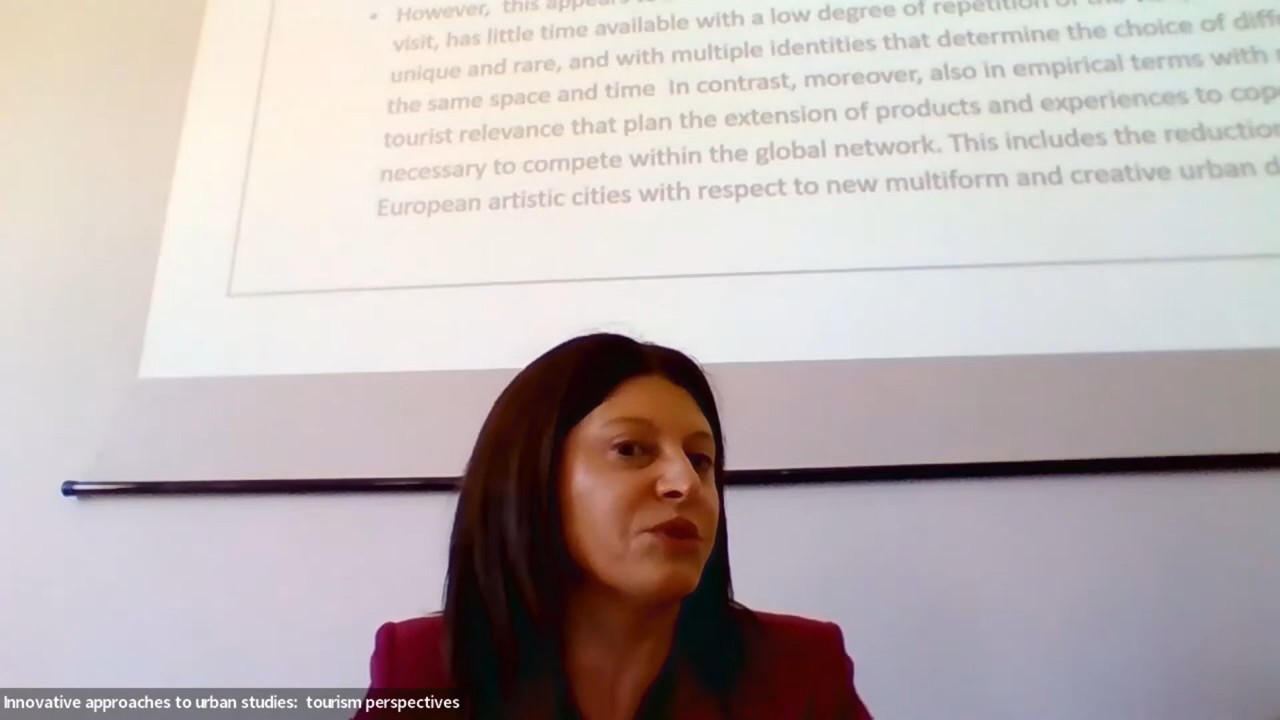 • However, this appears
visit, has little time available with a low degree of repetition of the
unique and rare, and with multiple identities that determine the choice of
the same space and time In contrast, moreover, also in empirical terms with
tourist relevance that plan the extension of products and experiences to
necessary to compete within the global network. This includes the reduction
European artistic cities with respect to new multiform and creative urban
Innovative approaches to urban studies: tourism perspectives